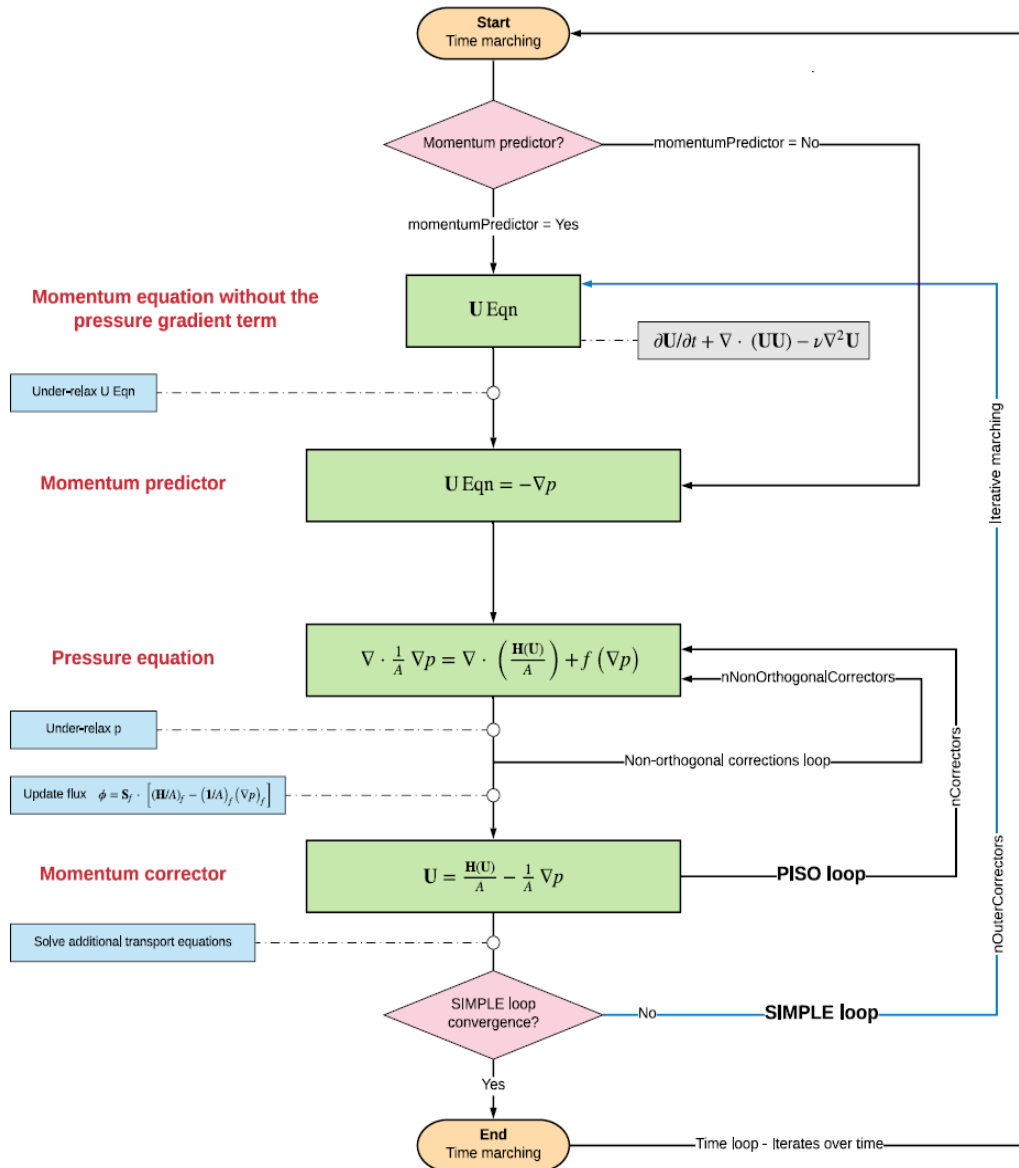 Start
Time marching
Momentum predictor?
momentumPredictor = No
momentumPredictor = Yes
Momentum equation without the
pressure gradient term
U Eqn
∂U/∂t + ∇ · (UU) − ν∇²U
Under-relax U Eqn
Iterative marching
Momentum predictor
U Eqn = −∇p
Pressure equation
∇ · 1/A ∇p = ∇ · (H(U)/A) + f (∇p)
nNonOrthogonalCorrectors
Under-relax p
Non-orthogonal corrections loop
nCorrectors
Update flux ϕ = S_f · [(H/A)_f − (1/A)_f (∇p)_f]
Momentum corrector
U = H(U)/A − 1/A ∇p
PISO loop
nOuterCorrectors
Solve additional transport equations
SIMPLE loop
convergence?
No
SIMPLE loop
Yes
End
Time marching
Time loop - Iterates over time